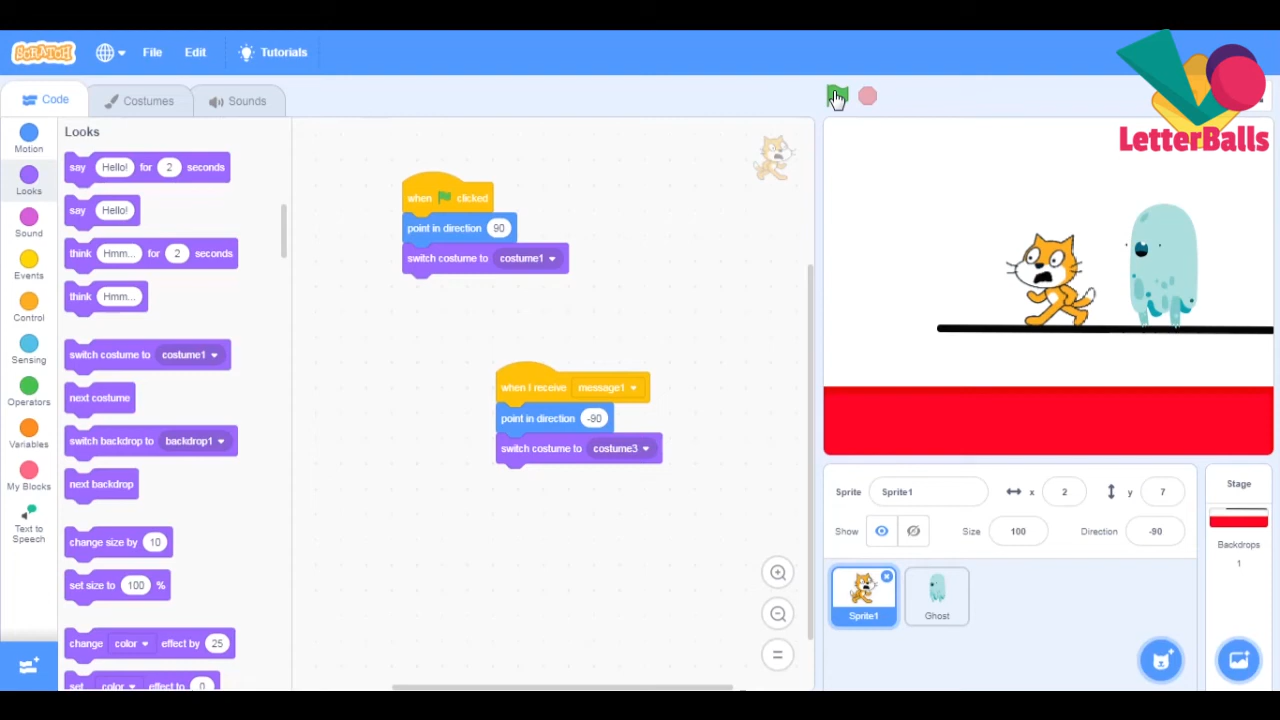 SCRATCH
File
Edit
Tutorials
LetterBalls
Code
Costumes
Sounds
Motion
Looks
Sound
Events
Control
Sensing
Operators
Variables
My Blocks
Text to
Speech
Looks
say Hello! for 2 seconds
say Hello!
think Hmm... for 2 seconds
think Hmm...
switch costume to costume1
next costume
switch backdrop to backdrop1
next backdrop
change size by 10
set size to 100 %
change color effect by 25
set color effect to 0
when clicked
point in direction 90
switch costume to costume1
when I receive message1
point in direction -90
switch costume to costume3
Sprite Sprite1 x 2 y 7
Show Size 100 Direction -90
Sprite1
Ghost
Stage
Backdrops
1